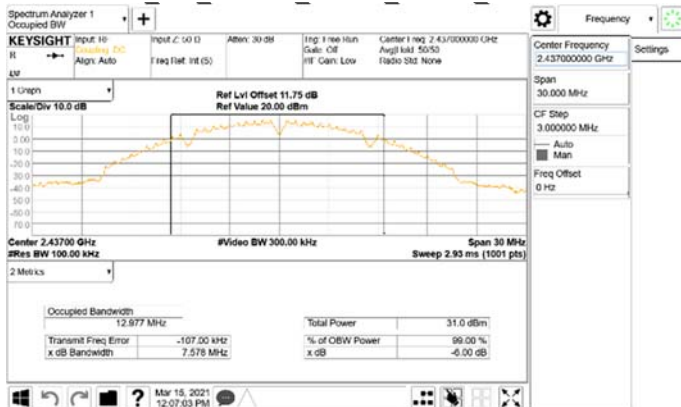 Spectrum Analyzer 1
Occupied BW
+
Frequency
KEYSIGHT
Input: RF
Coupling: DC
Align: Auto
Input Z: 50 Ω
Freq Ref: Int (S)
Atten: 30 dB
Trig: Free Run
Gate: Off
#IF Gain: Low
Center Freq: 2.437000000 GHz
Avg|Hold: 50/50
Radio Std: None
Center Frequency
2.437000000 GHz
Settings
Span
30.000 MHz
CF Step
3.000000 MHz
Auto
Man
Freq Offset
0 Hz
1 Graph
Scale/Div 10.0 dB
Ref Lvl Offset 11.75 dB
Ref Value 20.00 dBm
Log
10.0
0.00
-10.0
-20.0
-30.0
-40.0
-50.0
-60.0
-70.0
Center 2.43700 GHz
#Res BW 100.00 kHz
#Video BW 300.00 kHz
Span 30 MHz
Sweep 2.93 ms (1001 pts)
2 Metrics
Occupied Bandwidth
12.977 MHz
Total Power 31.0 dBm
Transmit Freq Error -107.00 kHz
% of OBW Power 99.00 %
x dB Bandwidth 7.578 MHz
x dB -6.00 dB
?
Mar 15, 2021
12:07:03 PM